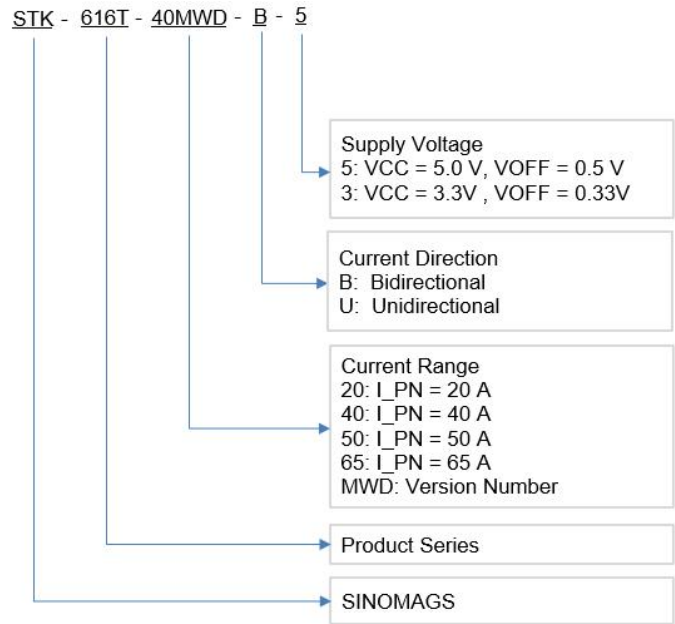 STK - 616T - 40MWD - B - 5
Supply Voltage
5: VCC = 5.0 V, VOFF = 0.5 V
3: VCC = 3.3V , VOFF = 0.33V
Current Direction
B: Bidirectional
U: Unidirectional
Current Range
20: I_PN = 20 A
40: I_PN = 40 A
50: I_PN = 50 A
65: I_PN = 65 A
MWD: Version Number
Product Series
SINOMAGS